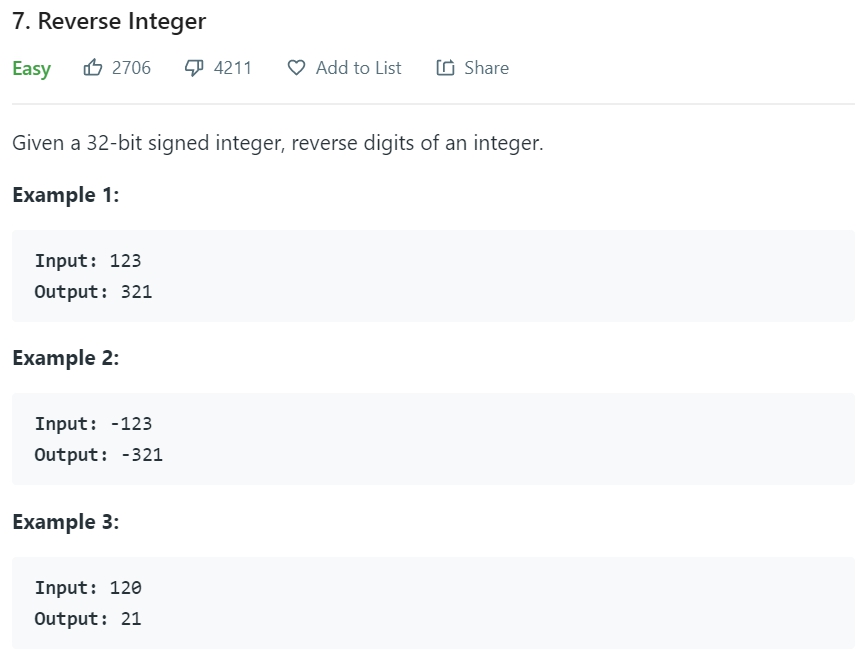 7. Reverse Integer
Easy 2706 4211 Add to List Share
Given a 32-bit signed integer, reverse digits of an integer.
Example 1:
Input: 123
Output: 321
Example 2:
Input: -123
Output: -321
Example 3:
Input: 120
Output: 21